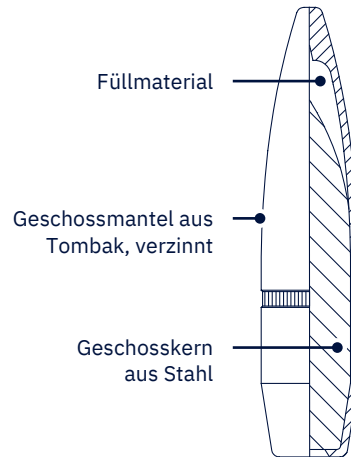 Füllmaterial
Geschossmantel aus
Tombak, verzinnt
Geschosskern
aus Stahl